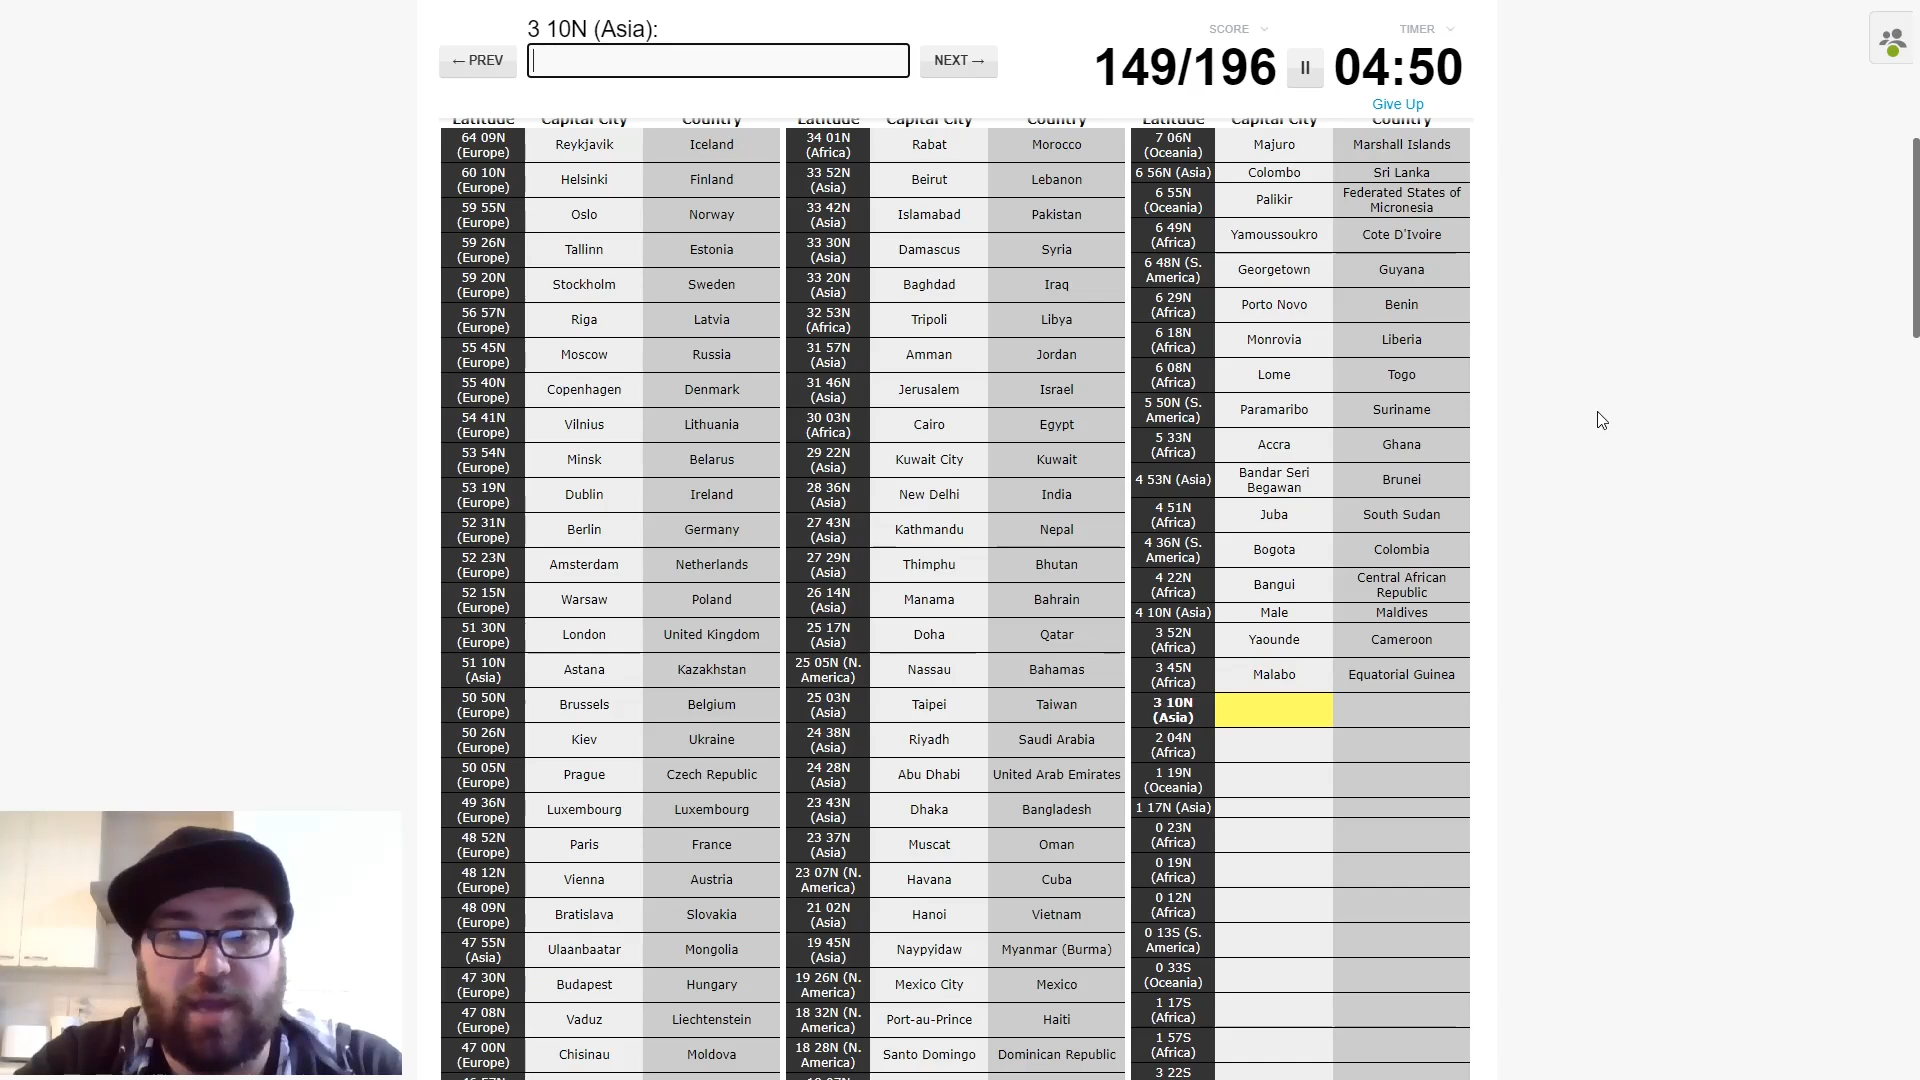 3 10N (Asia):
← PREV
NEXT →
SCORE
TIMER
149/196
04:50
Give Up
Latitude Capital City Country
64 09N (Europe) Reykjavik Iceland
60 10N (Europe) Helsinki Finland
59 55N (Europe) Oslo Norway
59 26N (Europe) Tallinn Estonia
59 20N (Europe) Stockholm Sweden
56 57N (Europe) Riga Latvia
55 45N (Europe) Moscow Russia
55 40N (Europe) Copenhagen Denmark
54 41N (Europe) Vilnius Lithuania
53 54N (Europe) Minsk Belarus
53 19N (Europe) Dublin Ireland
52 31N (Europe) Berlin Germany
52 23N (Europe) Amsterdam Netherlands
52 15N (Europe) Warsaw Poland
51 30N (Europe) London United Kingdom
51 10N (Asia) Astana Kazakhstan
50 50N (Europe) Brussels Belgium
50 26N (Europe) Kiev Ukraine
50 05N (Europe) Prague Czech Republic
49 36N (Europe) Luxembourg Luxembourg
48 52N (Europe) Paris France
48 12N (Europe) Vienna Austria
48 09N (Europe) Bratislava Slovakia
47 55N (Asia) Ulaanbaatar Mongolia
47 30N (Europe) Budapest Hungary
47 08N (Europe) Vaduz Liechtenstein
47 00N (Europe) Chisinau Moldova
Latitude Capital City Country
34 01N (Africa) Rabat Morocco
33 52N (Asia) Beirut Lebanon
33 42N (Asia) Islamabad Pakistan
33 30N (Asia) Damascus Syria
33 20N (Asia) Baghdad Iraq
32 53N (Africa) Tripoli Libya
31 57N (Asia) Amman Jordan
31 46N (Asia) Jerusalem Israel
30 03N (Africa) Cairo Egypt
29 22N (Asia) Kuwait City Kuwait
28 36N (Asia) New Delhi India
27 43N (Asia) Kathmandu Nepal
27 29N (Asia) Thimphu Bhutan
26 14N (Asia) Manama Bahrain
25 17N (Asia) Doha Qatar
25 05N (N. America) Nassau Bahamas
25 03N (Asia) Taipei Taiwan
24 38N (Asia) Riyadh Saudi Arabia
24 28N (Asia) Abu Dhabi United Arab Emirates
23 43N (Asia) Dhaka Bangladesh
23 37N (Asia) Muscat Oman
23 07N (N. America) Havana Cuba
21 02N (Asia) Hanoi Vietnam
19 45N (Asia) Naypyidaw Myanmar (Burma)
19 26N (N. America) Mexico City Mexico
18 32N (N. America) Port-au-Prince Haiti
18 28N (N. America) Santo Domingo Dominican Republic
Latitude Capital City Country
7 06N (Oceania) Majuro Marshall Islands
6 56N (Asia) Colombo Sri Lanka
6 55N (Oceania) Palikir Federated States of Micronesia
6 49N (Africa) Yamoussoukro Cote D'Ivoire
6 48N (S. America) Georgetown Guyana
6 29N (Africa) Porto Novo Benin
6 18N (Africa) Monrovia Liberia
6 08N (Africa) Lome Togo
5 50N (S. America) Paramaribo Suriname
5 33N (Africa) Accra Ghana
4 53N (Asia) Bandar Seri Begawan Brunei
4 51N (Africa) Juba South Sudan
4 36N (S. America) Bogota Colombia
4 22N (Africa) Bangui Central African Republic
4 10N (Asia) Male Maldives
3 52N (Africa) Yaounde Cameroon
3 45N (Africa) Malabo Equatorial Guinea
3 10N (Asia)
2 04N (Africa)
1 19N (Oceania)
1 17N (Asia)
0 23N (Africa)
0 19N (Africa)
0 12N (Africa)
0 13S (S. America)
0 33S (Oceania)
1 17S (Africa)
1 57S (Africa)
3 22S